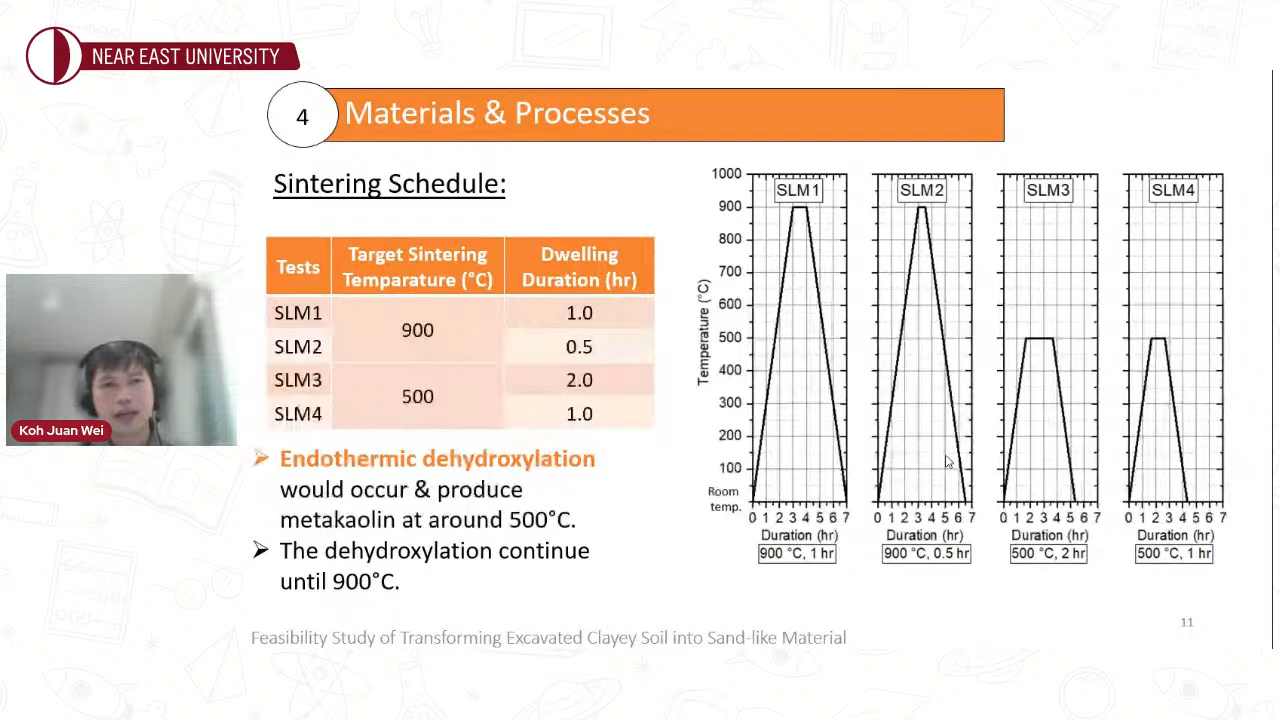 NEAR EAST UNIVERSITY
4
Materials & Processes
Sintering Schedule:
Tests
Target Sintering
Temparature (°C)
Dwelling
Duration (hr)
SLM1
900
1.0
SLM2
0.5
SLM3
500
2.0
SLM4
1.0
Endothermic dehydroxylation
would occur & produce
metakaolin at around 500°C.
The dehydroxylation continue
until 900°C.
Koh Juan Wei
Temperature (°C)
1000
900
800
700
600
500
400
300
200
100
Room
temp.
SLM1
0 1 2 3 4 5 6 7
Duration (hr)
900 °C, 1 hr
SLM2
0 1 2 3 4 5 6 7
Duration (hr)
900 °C, 0.5 hr
SLM3
0 1 2 3 4 5 6 7
Duration (hr)
500 °C, 2 hr
SLM4
0 1 2 3 4 5 6 7
Duration (hr)
500 °C, 1 hr
Feasibility Study of Transforming Excavated Clayey Soil into Sand-like Material
11